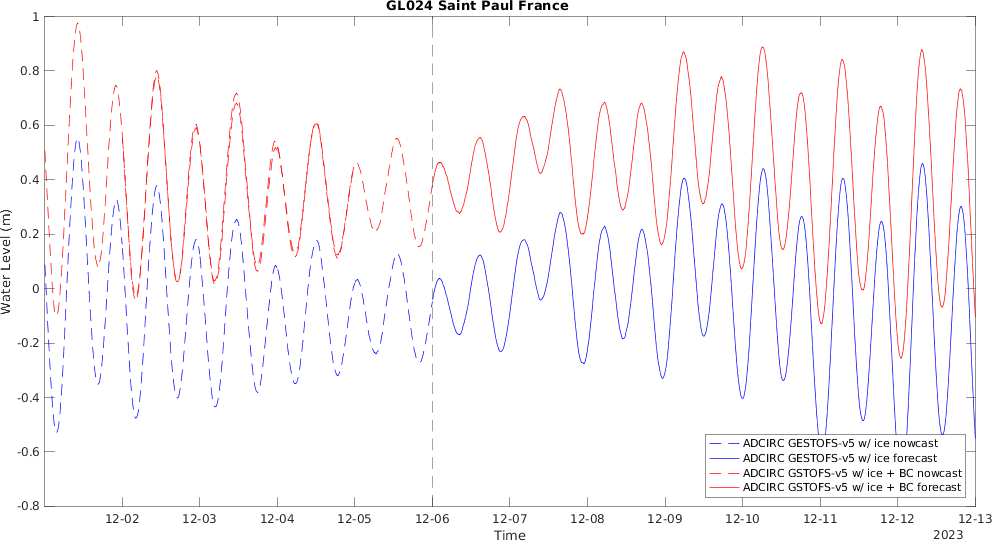 GL024 Saint Paul France
Water Level (m)
1
0.8
0.6
0.4
0.2
0
-0.2
-0.4
-0.6
-0.8
ADCIRC GESTOFS-v5 w/ ice nowcast
ADCIRC GESTOFS-v5 w/ ice forecast
ADCIRC GSTOFS-v5 w/ ice + BC nowcast
ADCIRC GSTOFS-v5 w/ ice + BC forecast
12-02 12-03 12-04 12-05 12-06 12-07 12-08 12-09 12-10 12-11 12-12 12-13
Time
2023